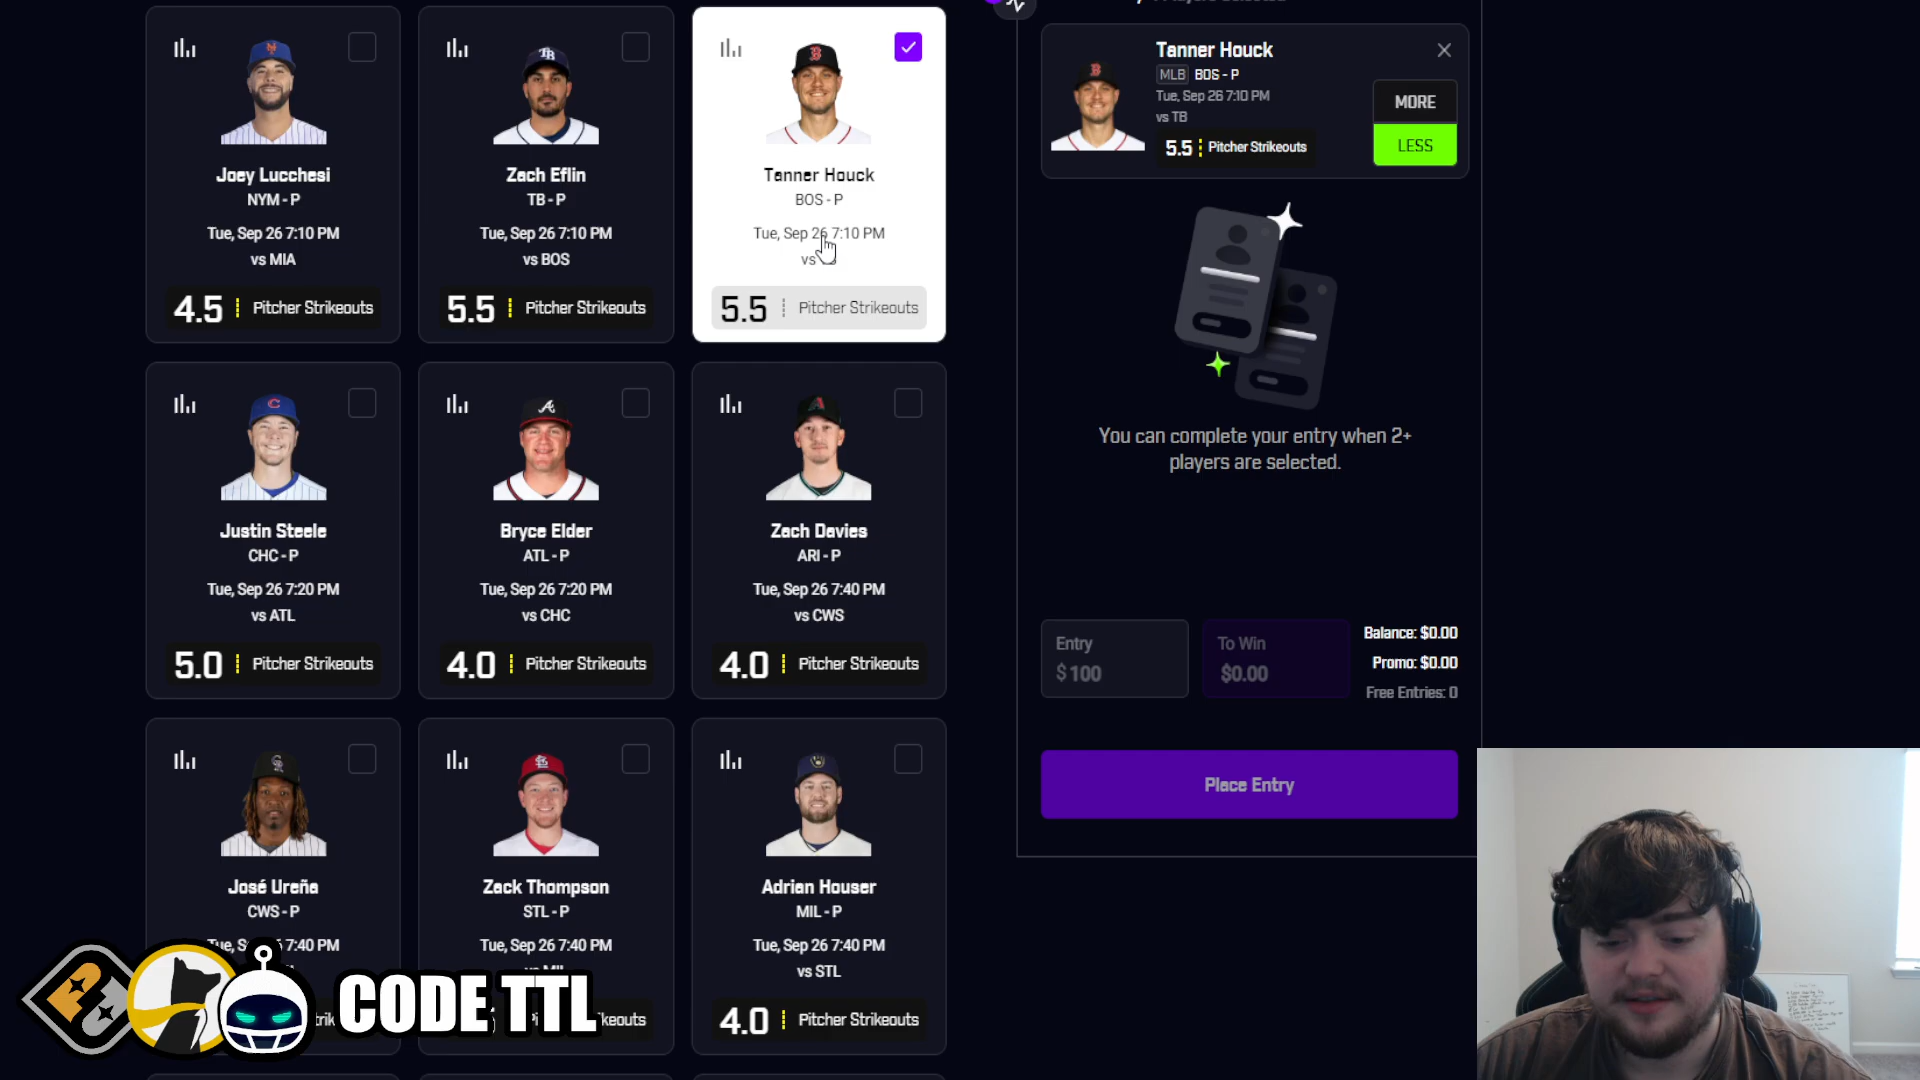 Joey Lucchesi
NYM - P
Tue, Sep 26 7:10 PM
vs MIA
4.5 Pitcher Strikeouts
Zach Eflin
TB - P
Tue, Sep 26 7:10 PM
vs BOS
5.5 Pitcher Strikeouts
Tanner Houck
BOS - P
Tue, Sep 26 7:10 PM
vs
5.5 Pitcher Strikeouts
Justin Steele
CHC - P
Tue, Sep 26 7:20 PM
vs ATL
5.0 Pitcher Strikeouts
Bryce Elder
ATL - P
Tue, Sep 26 7:20 PM
vs CHC
4.0 Pitcher Strikeouts
Zach Davies
ARI - P
Tue, Sep 26 7:40 PM
vs CWS
4.0 Pitcher Strikeouts
José Ureña
CWS - P
7:40 PM
Zack Thompson
STL - P
Tue, Sep 26 7:40 PM
Adrian Houser
MIL - P
Tue, Sep 26 7:40 PM
vs STL
4.0 Pitcher Strikeouts
CODE TTL
Tanner Houck
MLB BOS - P
Tue, Sep 26 7:10 PM
vs TB
5.5 Pitcher Strikeouts
MORE
LESS
You can complete your entry when 2+
players are selected.
Entry
$ 100
To Win
$0.00
Balance: $0.00
Promo: $0.00
Free Entries: 0
Place Entry